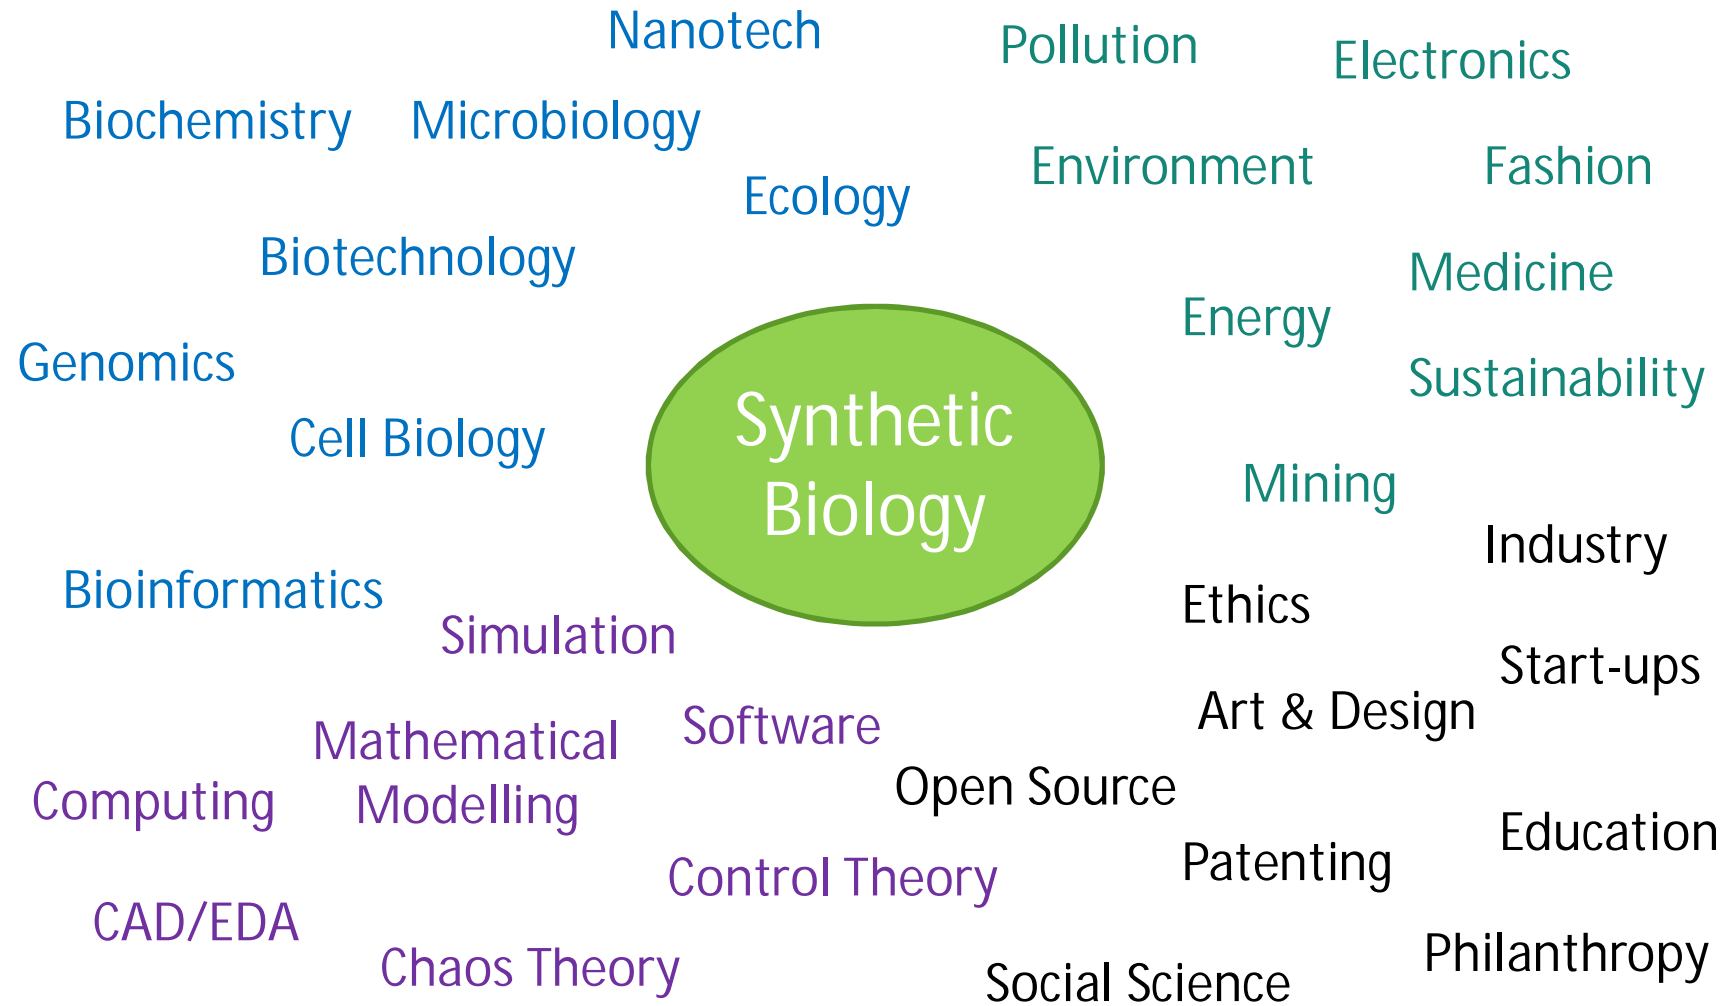 Nanotech
Pollution
Electronics
Biochemistry
Microbiology
Environment
Fashion
Ecology
Biotechnology
Medicine
Energy
Genomics
Sustainability
Cell Biology
Synthetic
Biology
Mining
Industry
Bioinformatics
Ethics
Simulation
Start-ups
Art & Design
Software
Mathematical
Modelling
Open Source
Computing
Education
Patenting
Control Theory
CAD/EDA
Philanthropy
Chaos Theory
Social Science